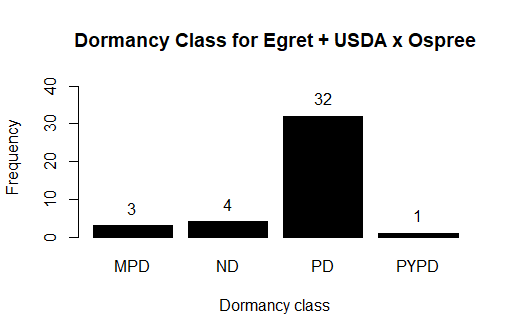 Dormancy Class for Egret + USDA x Ospree
Frequency
40
30
20
10
0
3
4
32
1
MPD
ND
PD
PYPD
Dormancy class